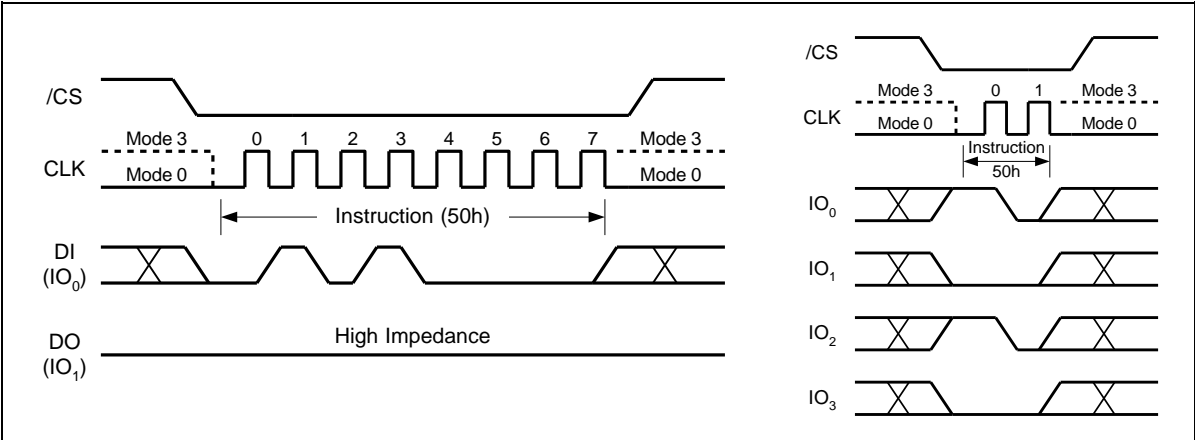 /CS
Mode 3 0 1 2 3 4 5 6 7 Mode 3
CLK
Mode 0 Mode 0
Instruction (50h)
DI
(IO0)
High Impedance
DO
(IO1)
/CS
Mode 3 0 1 Mode 3
CLK
Mode 0 Mode 0
Instruction
50h
IO0
IO1
IO2
IO3